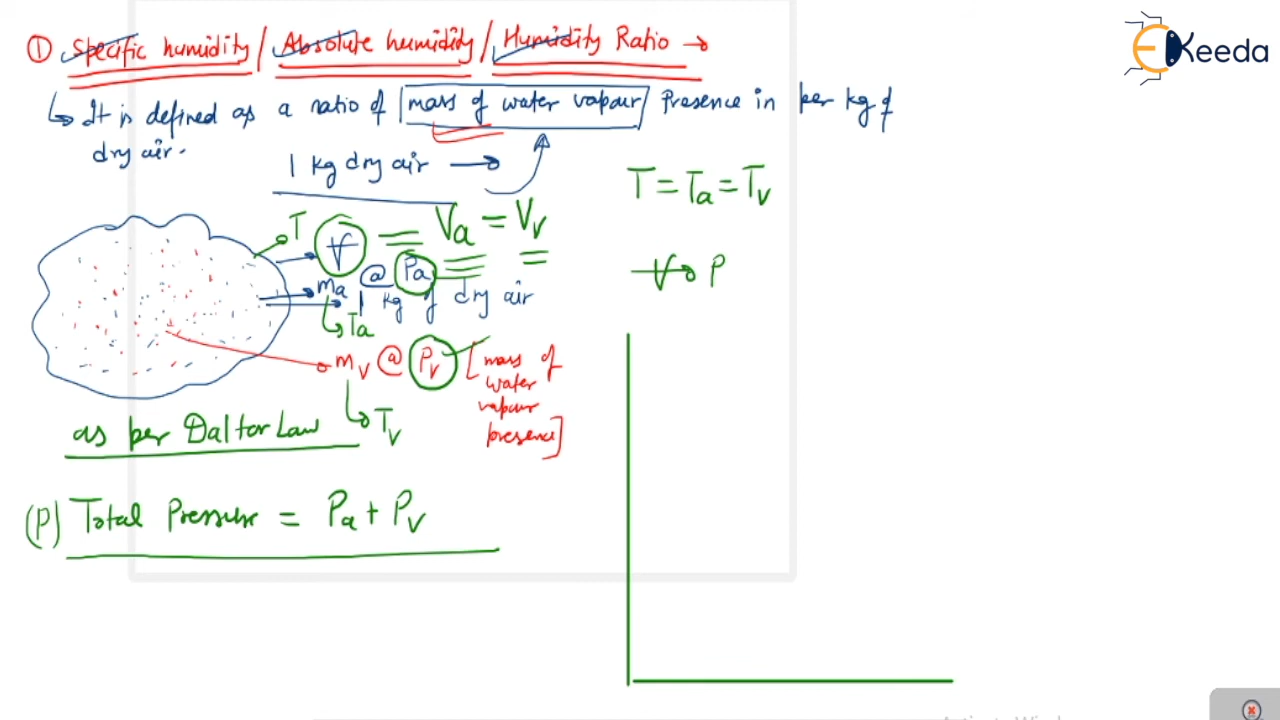 ① Specific humidity / Absolute humidity / Humidity Ratio →
Keeda
↳ It is defined as a ratio of mass of water vapour presence in per kg of
dry air.
1 kg dry air →
T = Ta = Tv
T V = Va = Vv
V → P
ma @ Pa
1 kg of dry air
Ta
mv @ Pv [mass of
water
vapour
presence]
Tv
as per Dalton Law
(P) Total Pressure = Pa + Pv